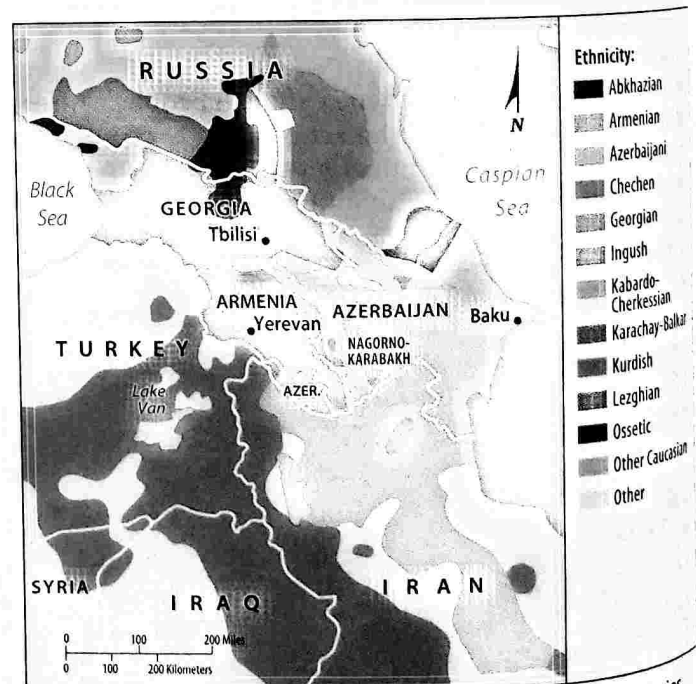 RUSSIA
N
Black
Sea
Caspian
Sea
GEORGIA
Tbilisi
ARMENIA
Yerevan
AZERBAIJAN
Baku
NAGORNO-
KARABAKH
TURKEY
Lake
Van
AZER.
SYRIA
IRAQ
IRAN
0 100 200 Miles
0 100 200 Kilometers
Ethnicity:
Abkhazian
Armenian
Azerbaijani
Chechen
Georgian
Ingush
Kabardo-
Cherkessian
Karachay-Balkar
Kurdish
Lezghian
Ossetic
Other Caucasian
Other